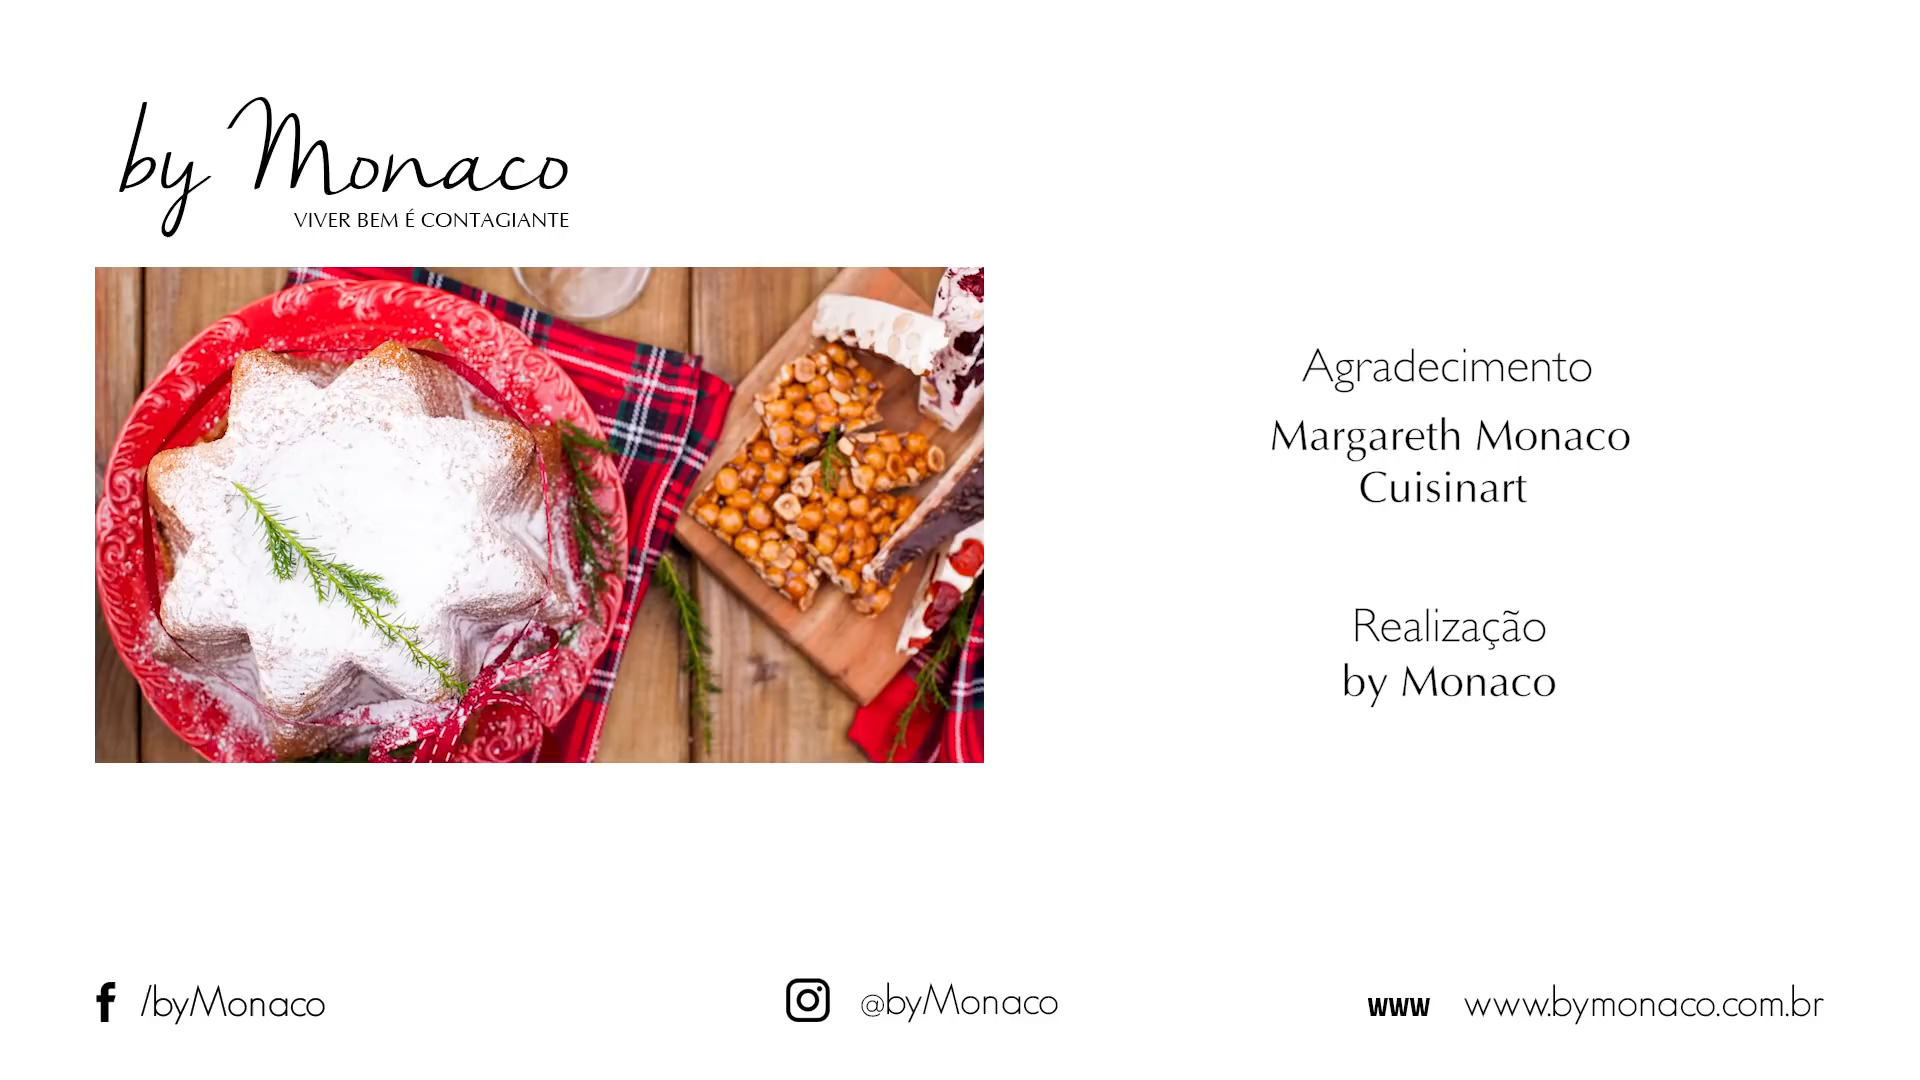 by Monaco
VIVER BEM É CONTAGIANTE
Agradecimento
Margareth Monaco
Cuisinart
Realização
by Monaco
/byMonaco
@byMonaco
www www.bymonaco.com.br